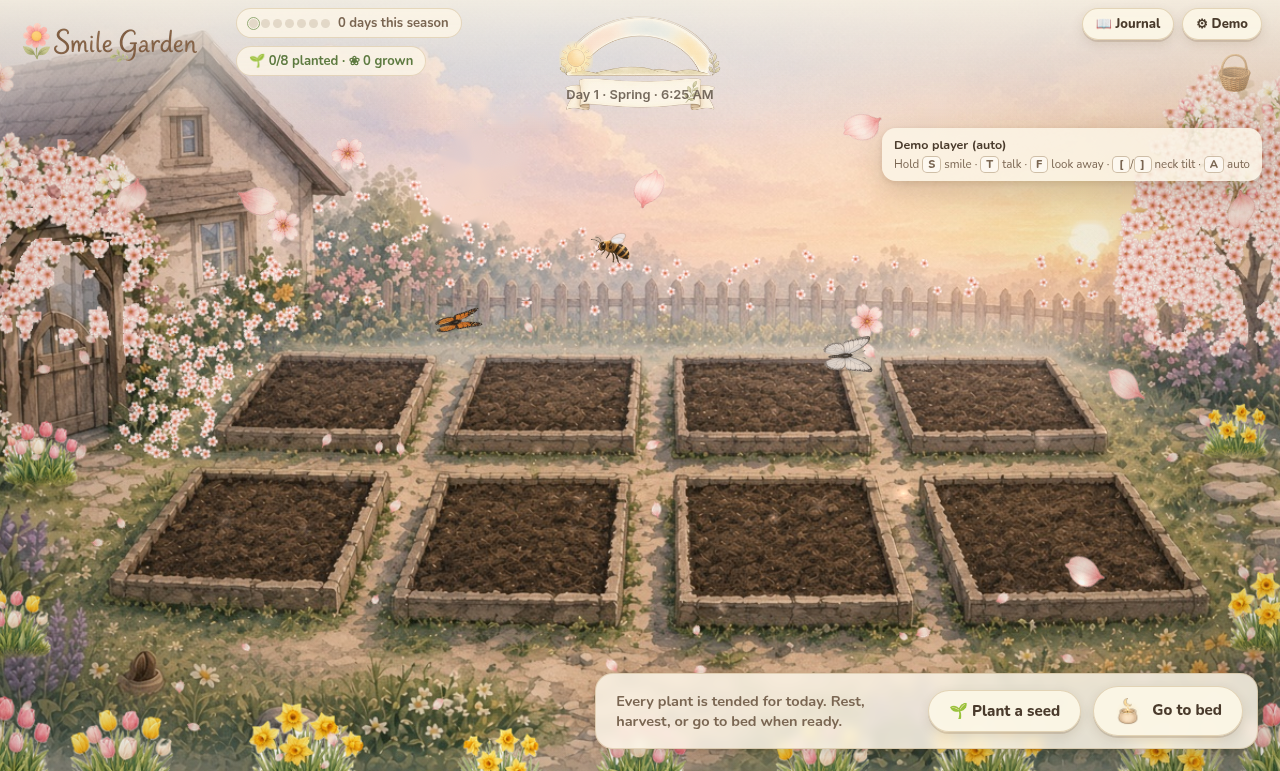 Smile Garden
0 days this season
🌱 0/8 planted · ❀ 0 grown
Day 1 · Spring · 6:25 AM
📖 Journal
⚙ Demo
Demo player (auto)
Hold S smile · T talk · F look away · [ / ] neck tilt · A auto
Every plant is tended for today. Rest,
harvest, or go to bed when ready.
🌱 Plant a seed
Go to bed